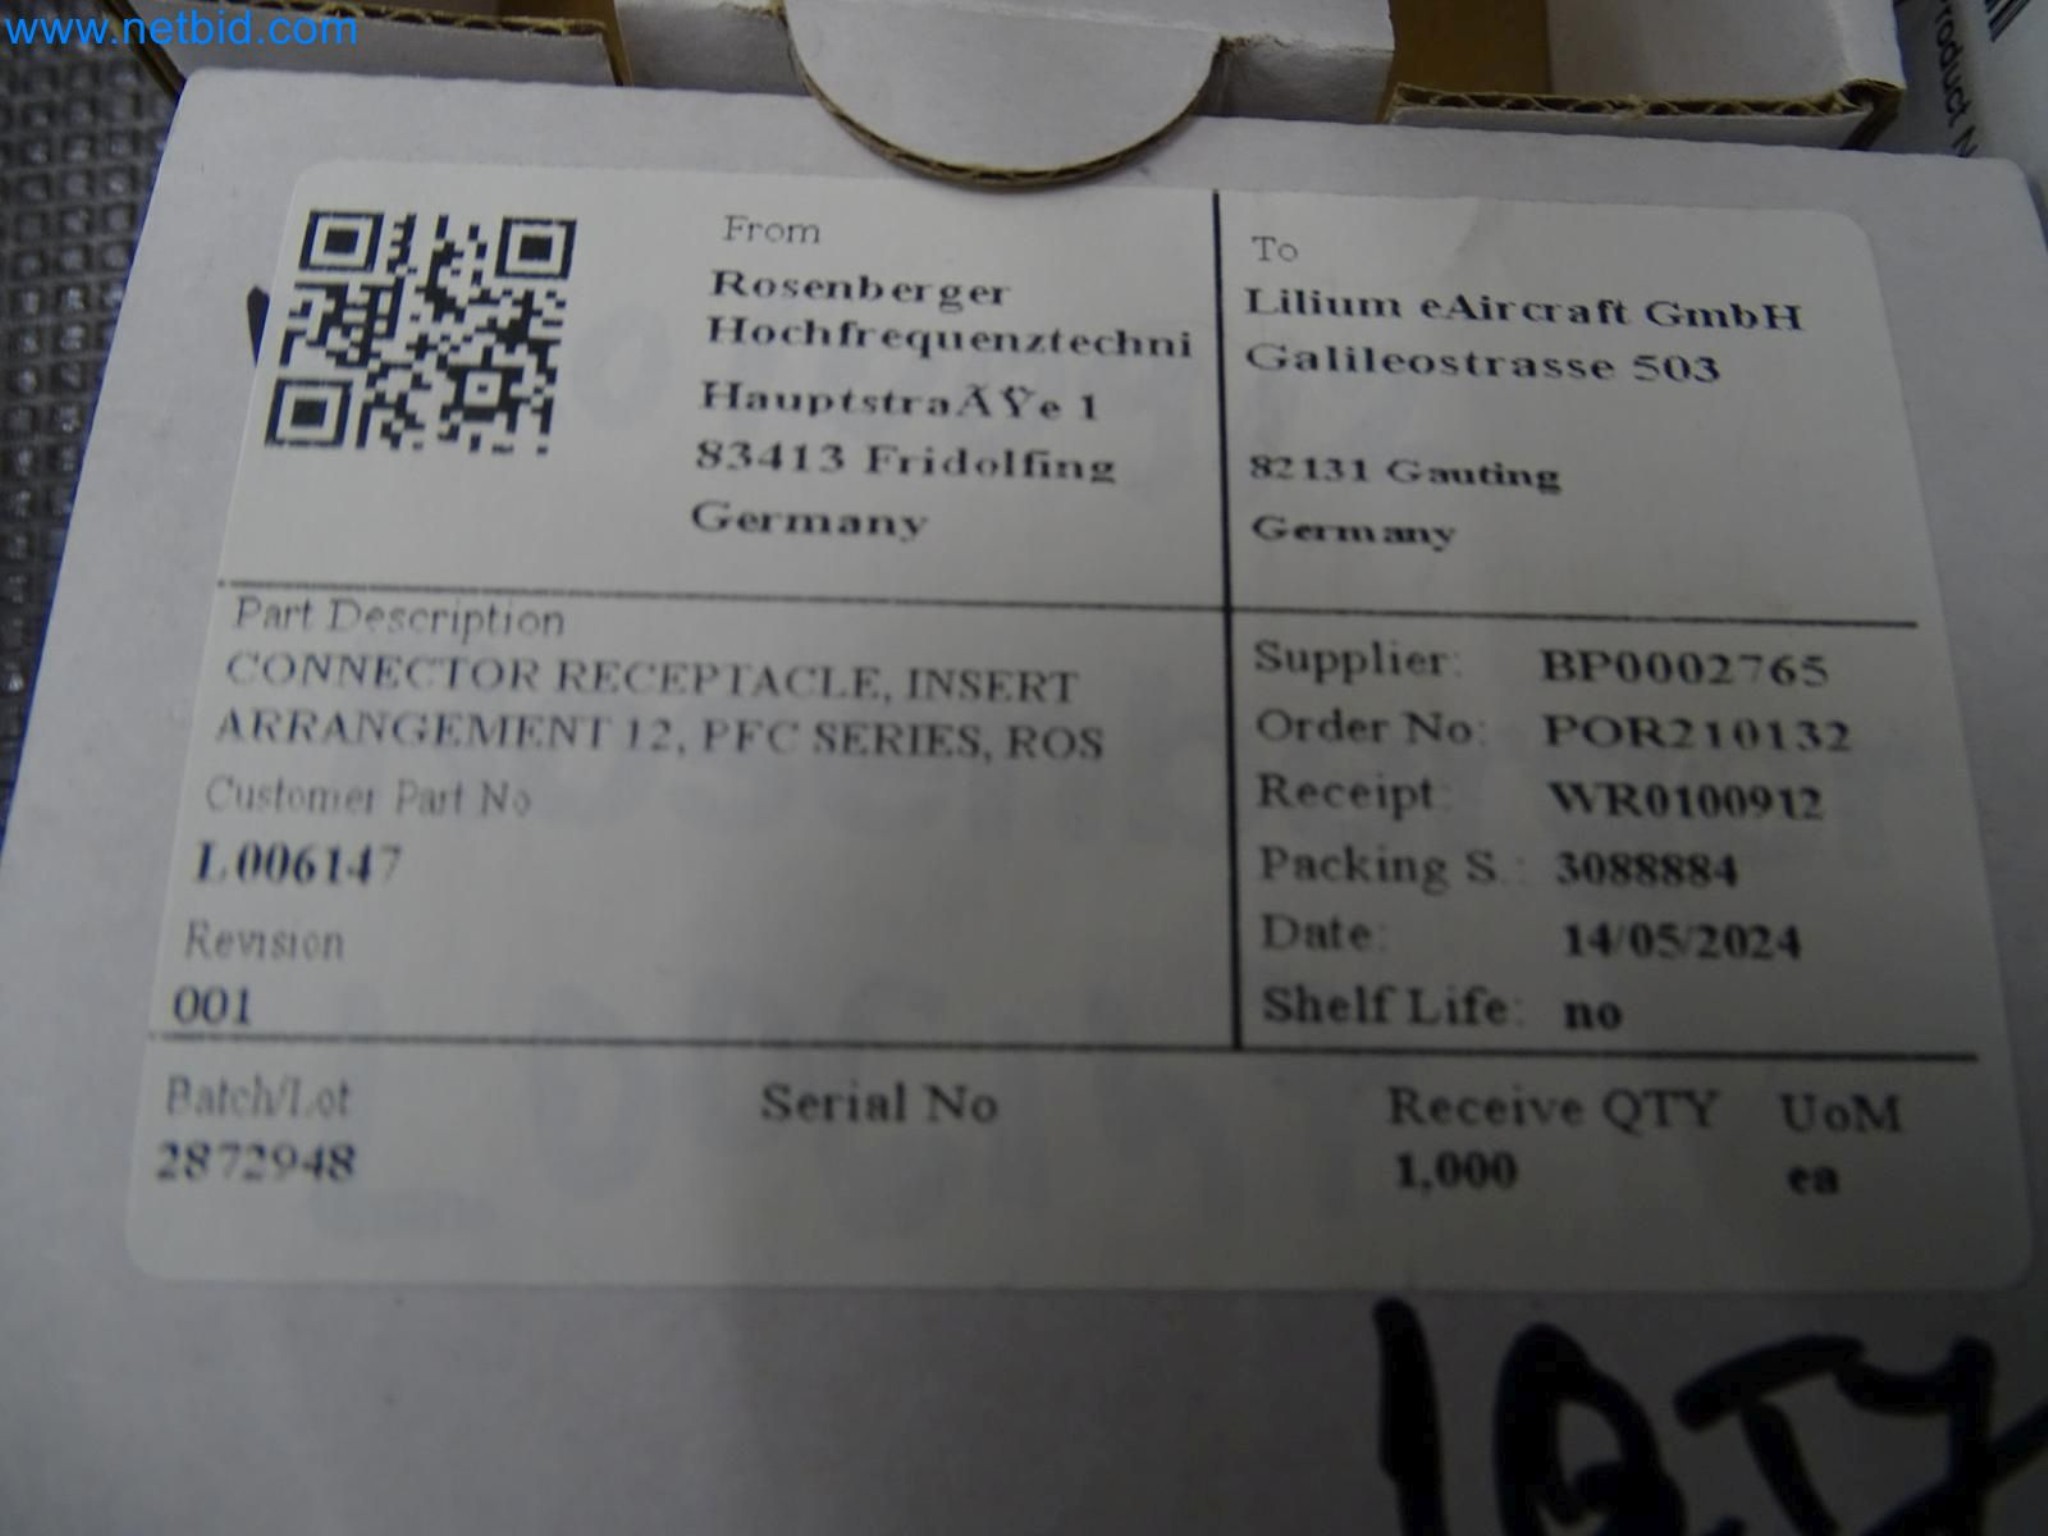 www.netbid.com
Product N
From
Rosenberger
Hochfrequenztechni
HauptstraÃŸe 1
83413 Fridolfing
Germany
To
Lilium eAircraft GmbH
Galileostrasse 503
82131 Gauting
Germany
Part Description
CONNECTOR RECEPTACLE, INSERT
ARRANGEMENT 12, PFC SERIES, ROS
Customer Part No
L006147
Revision
001
Supplier: BP0002765
Order No: POR210132
Receipt: WR0100912
Packing S.: 3088884
Date: 14/05/2024
Shelf Life: no
Batch/Lot
2872948
Serial No
Receive QTY
1,000
UoM
ea
1QTY